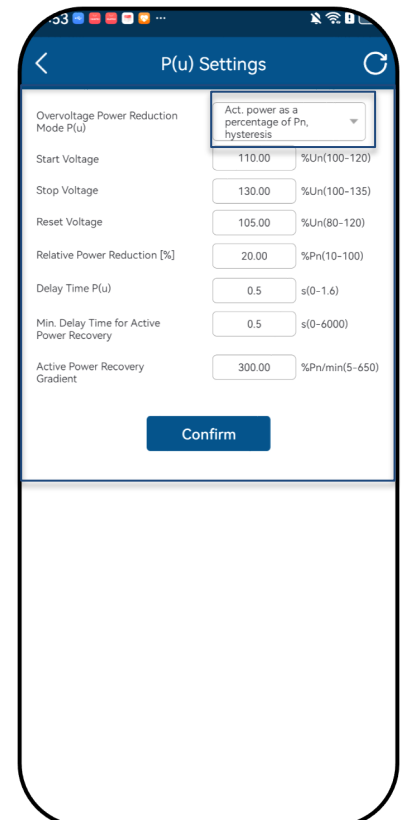 :53
P(u) Settings
Overvoltage Power Reduction
Mode P(u)
Act. power as a
percentage of Pn,
hysteresis
Start Voltage 110.00 %Un(100-120)
Stop Voltage 130.00 %Un(100-135)
Reset Voltage 105.00 %Un(80-120)
Relative Power Reduction [%] 20.00 %Pn(10-100)
Delay Time P(u) 0.5 s(0-1.6)
Min. Delay Time for Active
Power Recovery
0.5 s(0-6000)
Active Power Recovery
Gradient
300.00 %Pn/min(5-650)
Confirm